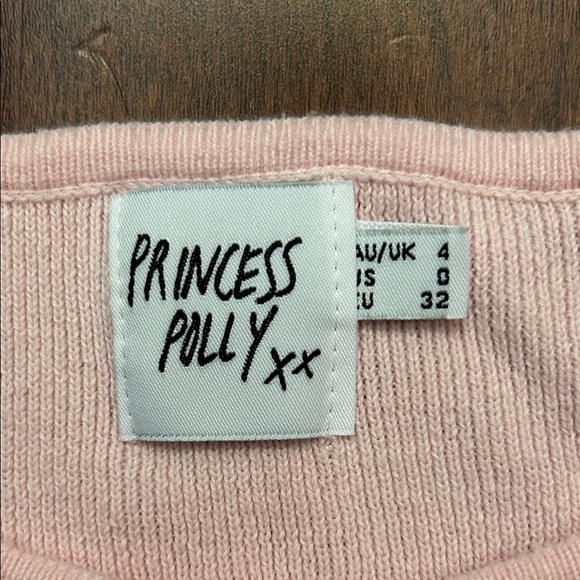 PRINCESS
POLLY xx
AU/UK 4
US 0
EU 32